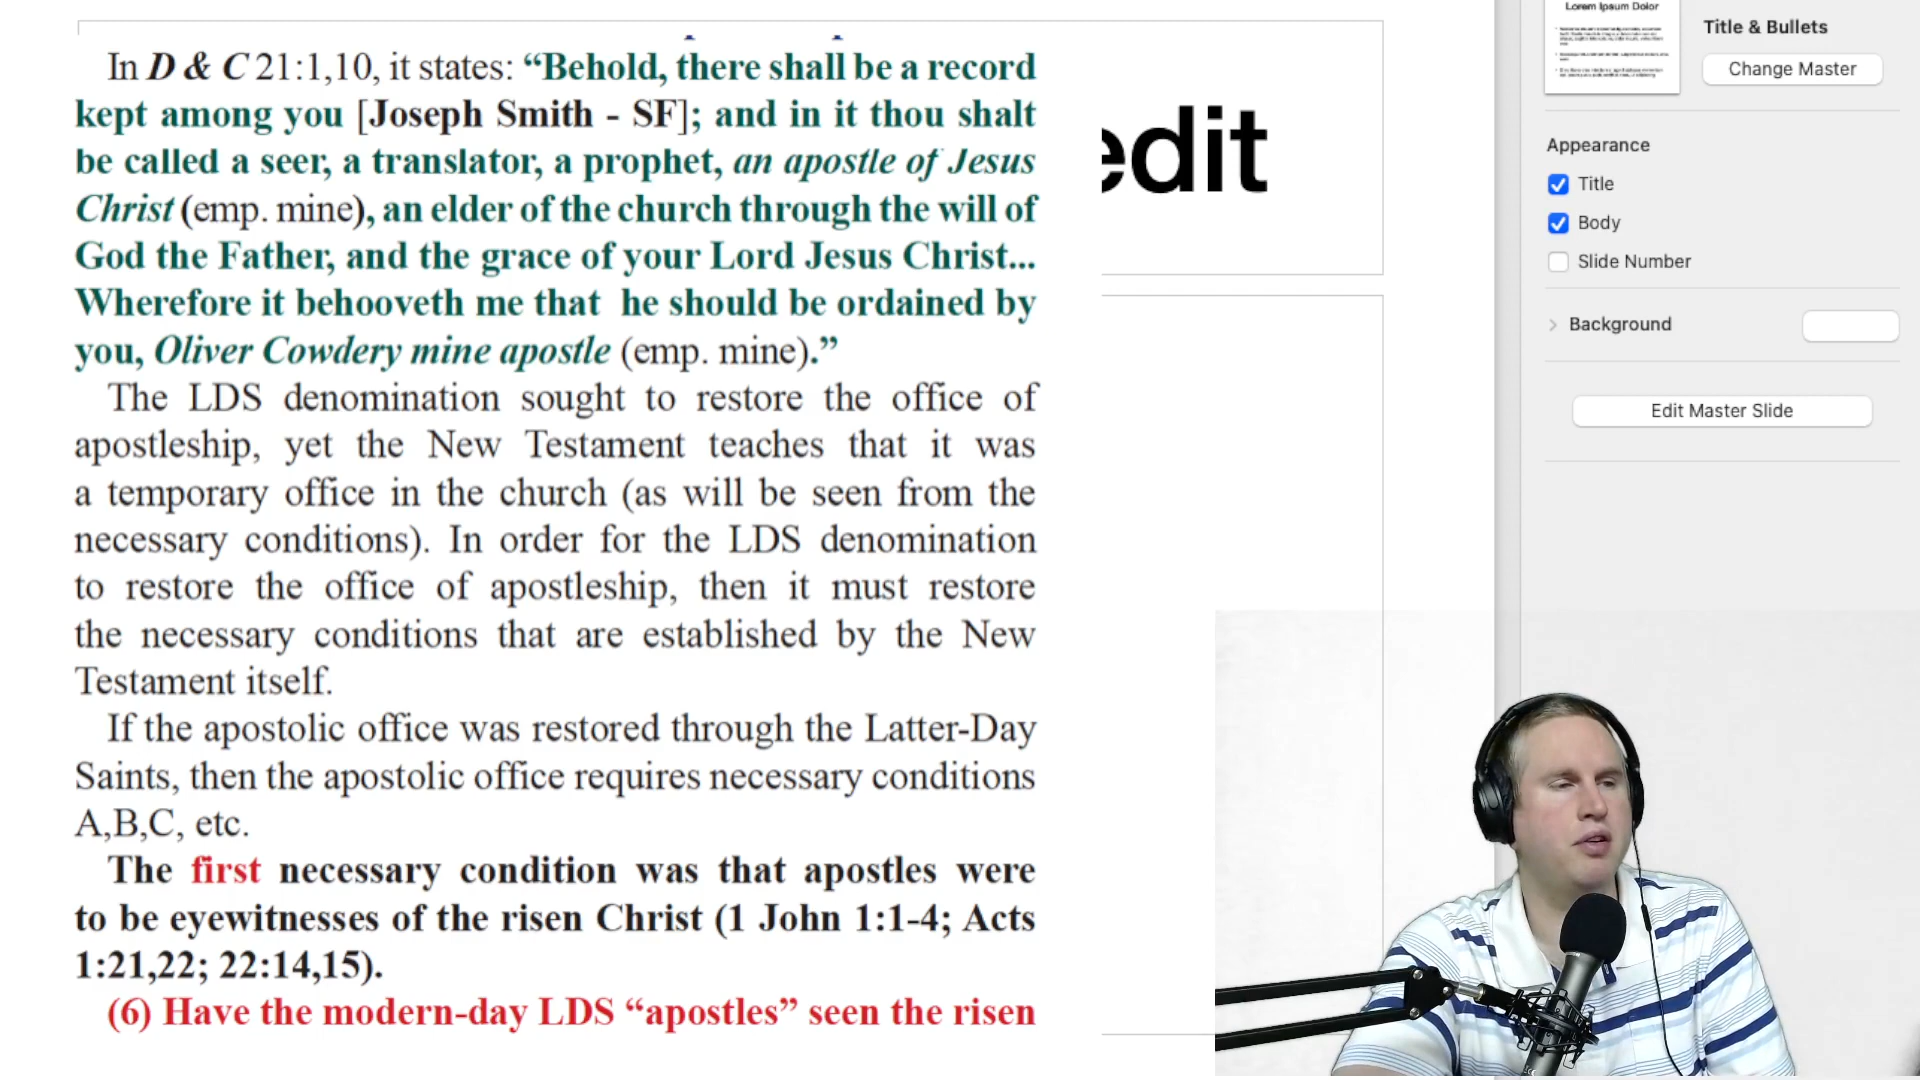 In D & C 21:1,10, it states: “Behold, there shall be a record
kept among you [Joseph Smith - SF]; and in it thou shalt
be called a seer, a translator, a prophet, an apostle of Jesus
Christ (emp. mine), an elder of the church through the will of
God the Father, and the grace of your Lord Jesus Christ...
Wherefore it behooveth me that he should be ordained by
you, Oliver Cowdery mine apostle (emp. mine).”
The LDS denomination sought to restore the office of
apostleship, yet the New Testament teaches that it was
a temporary office in the church (as will be seen from the
necessary conditions). In order for the LDS denomination
to restore the office of apostleship, then it must restore
the necessary conditions that are established by the New
Testament itself.
If the apostolic office was restored through the Latter-Day
Saints, then the apostolic office requires necessary conditions
A,B,C, etc.
The first necessary condition was that apostles were
to be eyewitnesses of the risen Christ (1 John 1:1-4; Acts
1:21,22; 22:14,15).
(6) Have the modern-day LDS “apostles” seen the risen
edit
Lorem Ipsum Dolor
Title & Bullets
Change Master
Appearance
Title
Body
Slide Number
Background
Edit Master Slide